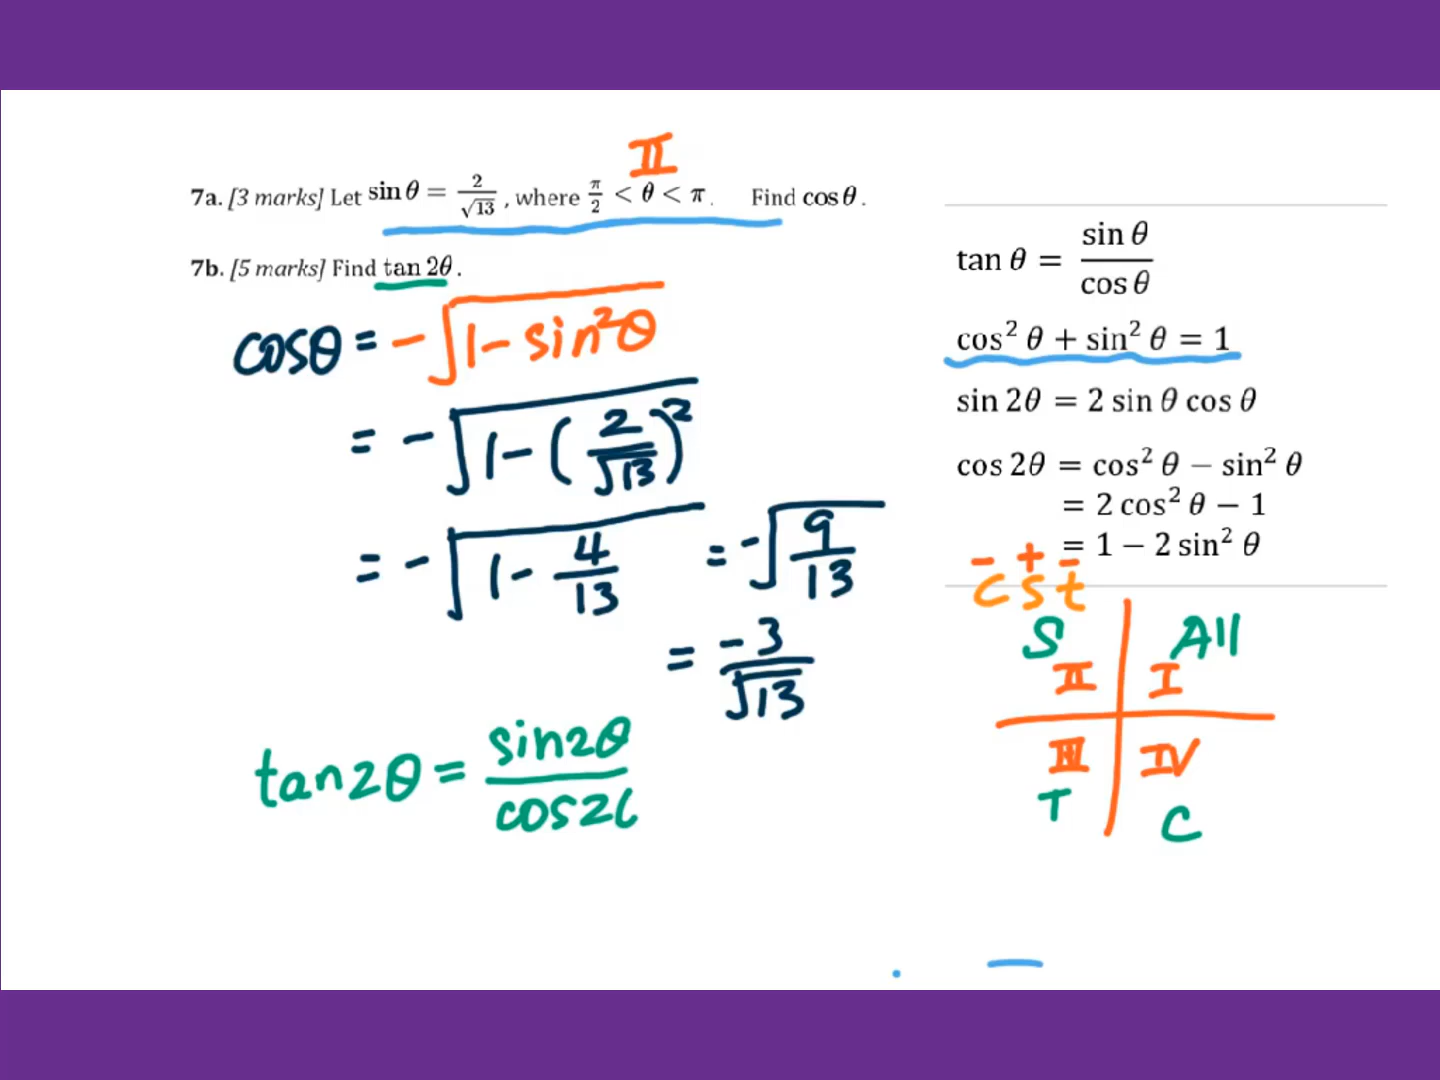 II
7a. [3 marks] Let sin θ = 2/√13, where π/2 < θ < π. Find cos θ.
7b. [5 marks] Find tan 2θ.
cosθ = -√(1 - sin²θ)
= -√(1 - (2/√13)²)
= -√(1 - 4/13) = -√(9/13)
= -3/√13
tan2θ = sin2θ/cos2(
tan θ = sin θ/cos θ
cos² θ + sin² θ = 1
sin 2θ = 2 sin θ cos θ
cos 2θ = cos² θ − sin² θ
= 2 cos² θ − 1
= 1 − 2 sin² θ
- + -
C S t
S All
II I
III IV
T C